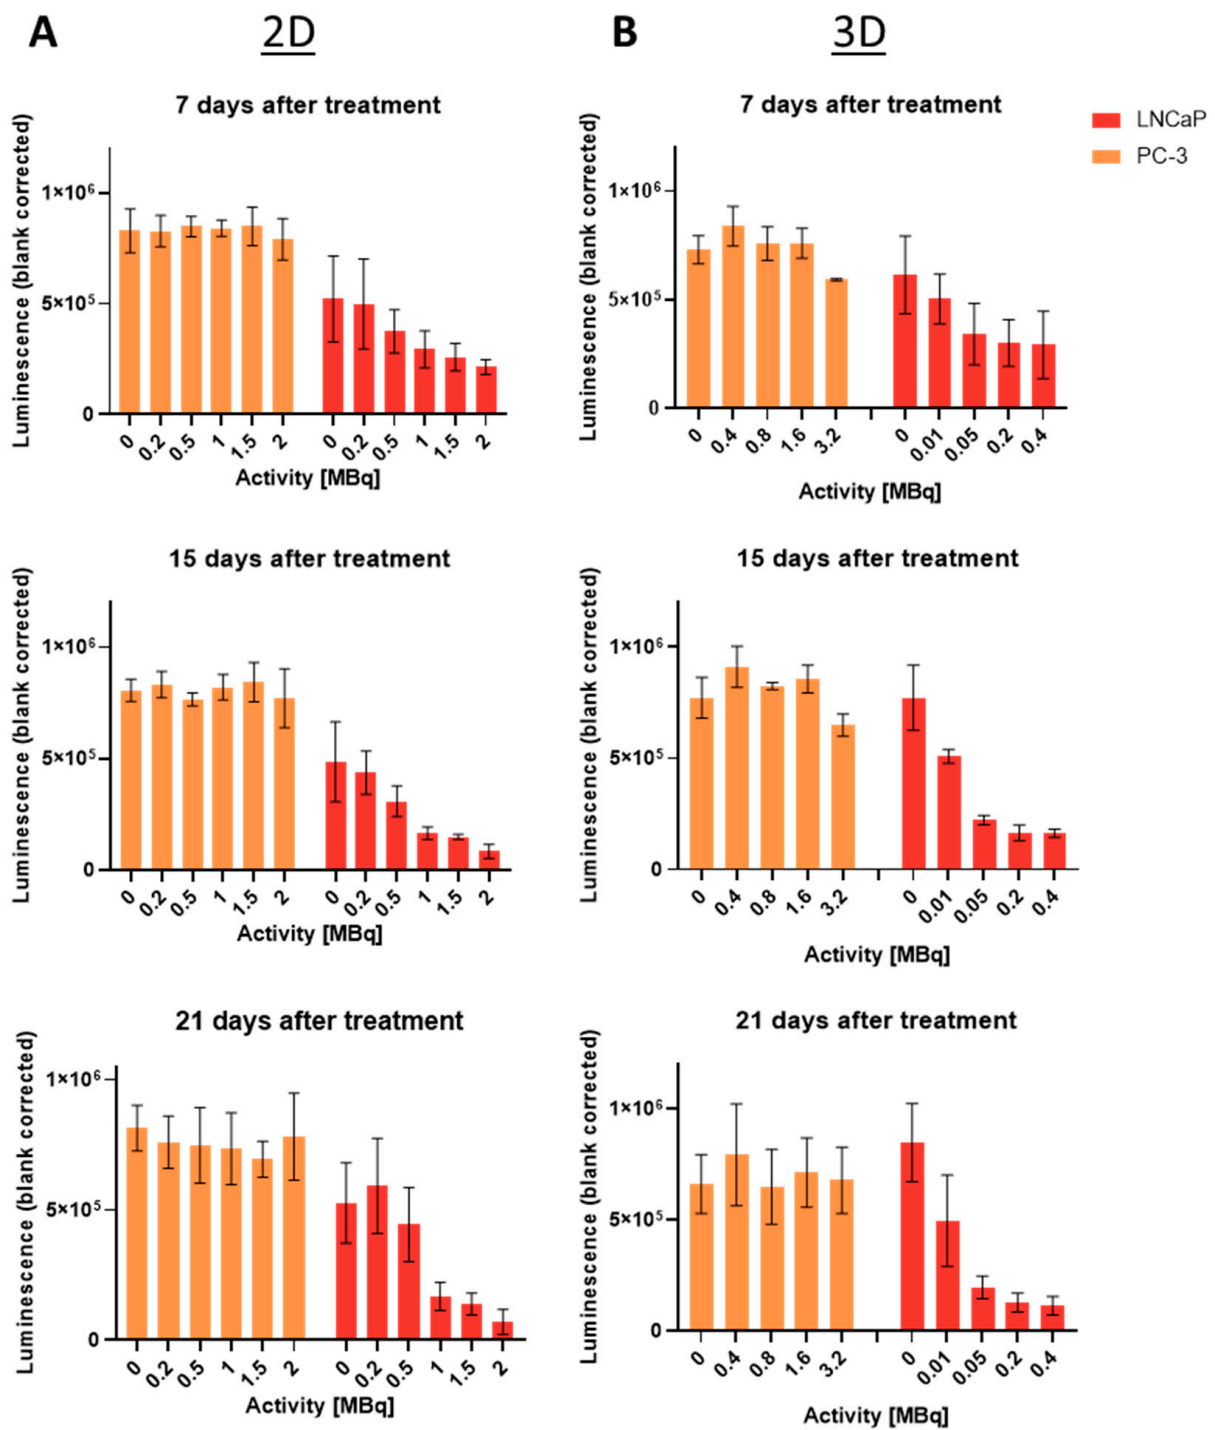 A 2D
B 3D
7 days after treatment
Luminescence (blank corrected)
1×10⁶
5×10⁵
0
0 0.2 0.5 1 1.5 2 0 0.2 0.5 1 1.5 2
Activity [MBq]
7 days after treatment
LNCaP
PC-3
Luminescence (blank corrected)
1×10⁶
5×10⁵
0
0 0.4 0.8 1.6 3.2 0 0.01 0.05 0.2 0.4
Activity [MBq]
15 days after treatment
Luminescence (blank corrected)
1×10⁶
5×10⁵
0
0 0.2 0.5 1 1.5 2 0 0.2 0.5 1 1.5 2
Activity [MBq]
15 days after treatment
Luminescence (blank corrected)
1×10⁶
5×10⁵
0
0 0.4 0.8 1.6 3.2 0 0.01 0.05 0.2 0.4
Activity [MBq]
21 days after treatment
Luminescence (blank corrected)
1×10⁶
5×10⁵
0
0 0.2 0.5 1 1.5 2 0 0.2 0.5 1 1.5 2
Activity [MBq]
21 days after treatment
Luminescence (blank corrected)
1×10⁶
5×10⁵
0
0 0.4 0.8 1.6 3.2 0 0.01 0.05 0.2 0.4
Activity [MBq]